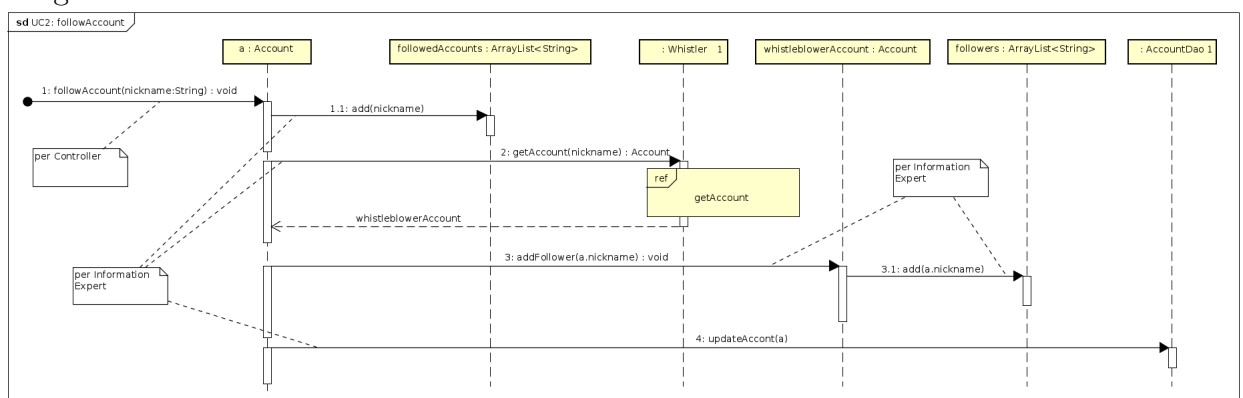 sd UC2: followAccount
a : Account
followedAccounts : ArrayList<String>
: Whistler 1
whistleblowerAccount : Account
followers : ArrayList<String>
: AccountDao 1
1: followAccount(nickname:String) : void
1.1: add(nickname)
per Controller
2: getAccount(nickname) : Account
ref
getAccount
per Information
Expert
whistleblowerAccount
3: addFollower(a.nickname) : void
3.1: add(a.nickname)
per Information
Expert
4: updateAccont(a)